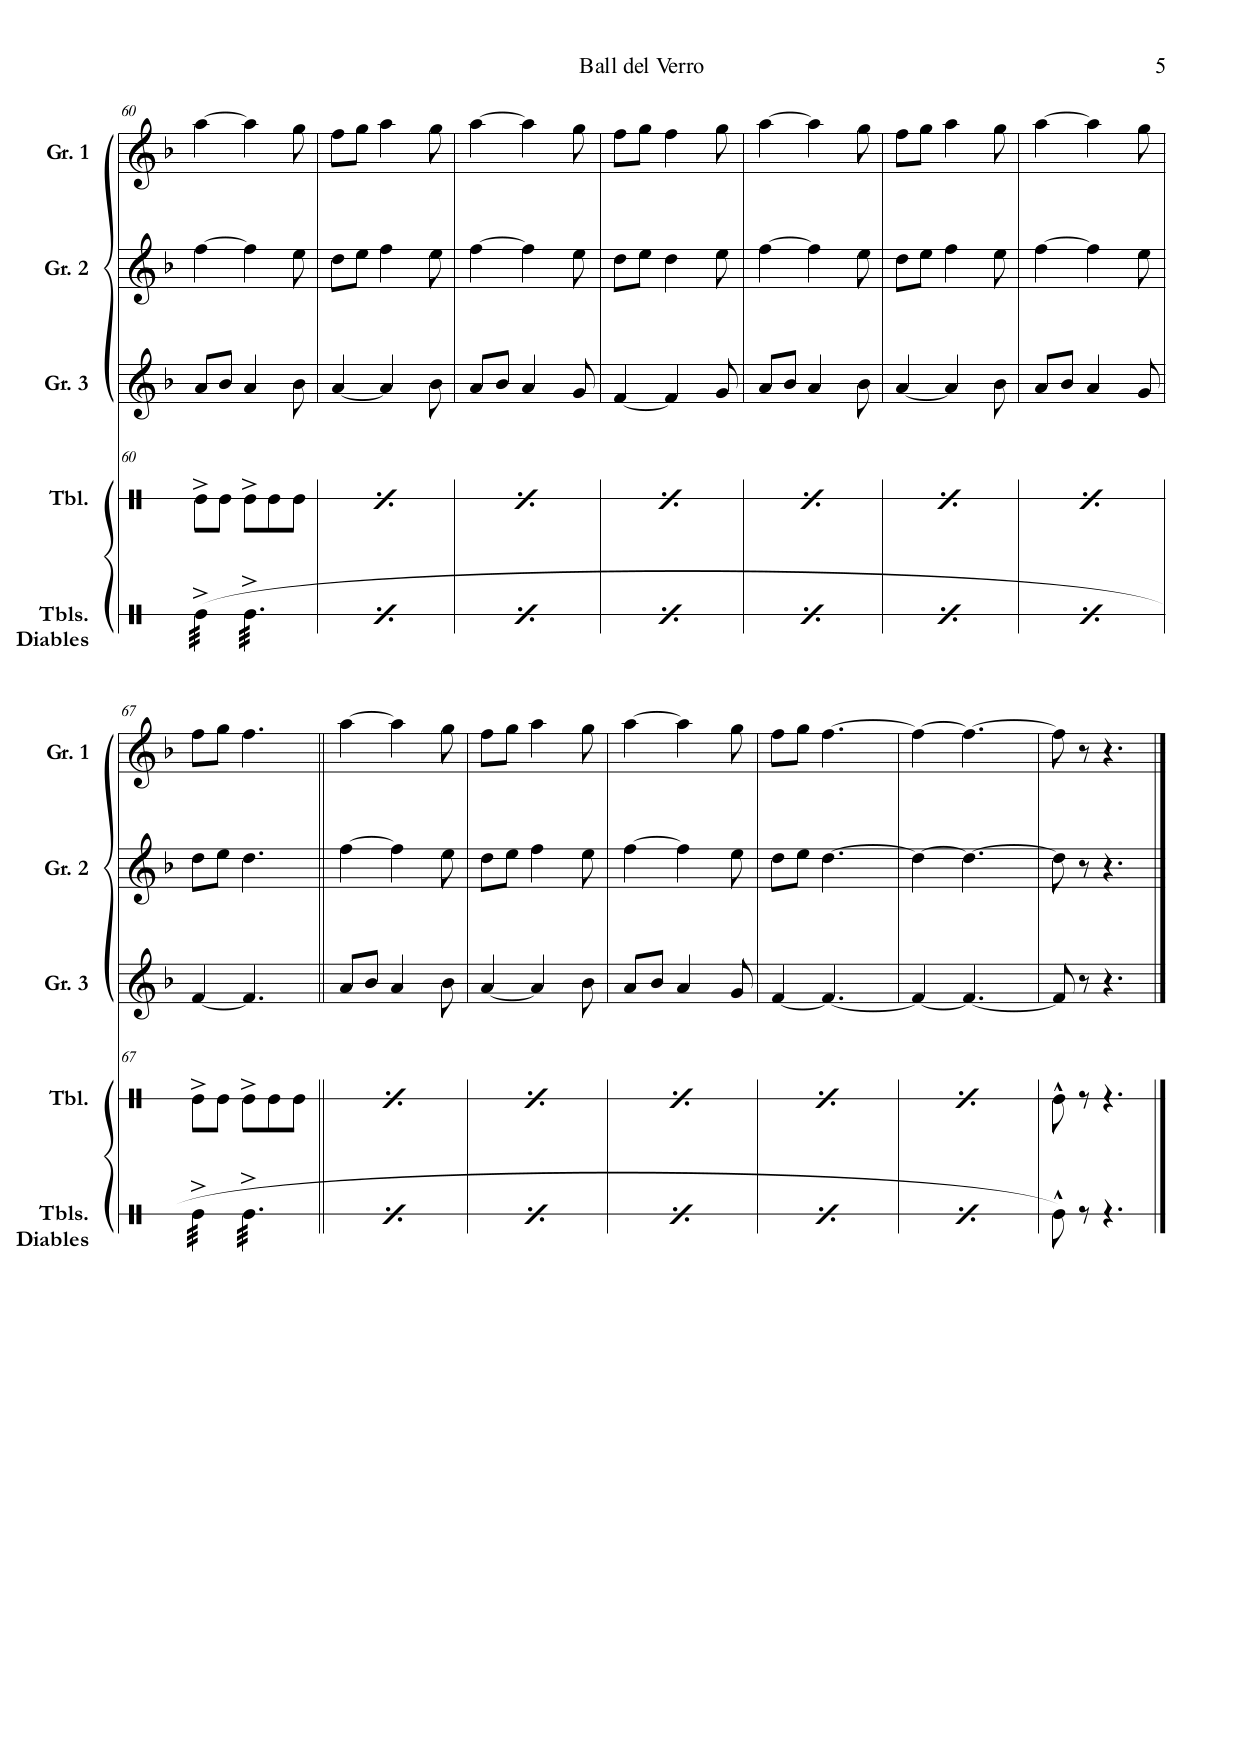 Ball del Verro
5
60
Gr. 1
Gr. 2
Gr. 3
60
Tbl.
Tbls.
Diables
67
Gr. 1
Gr. 2
Gr. 3
67
Tbl.
Tbls.
Diables